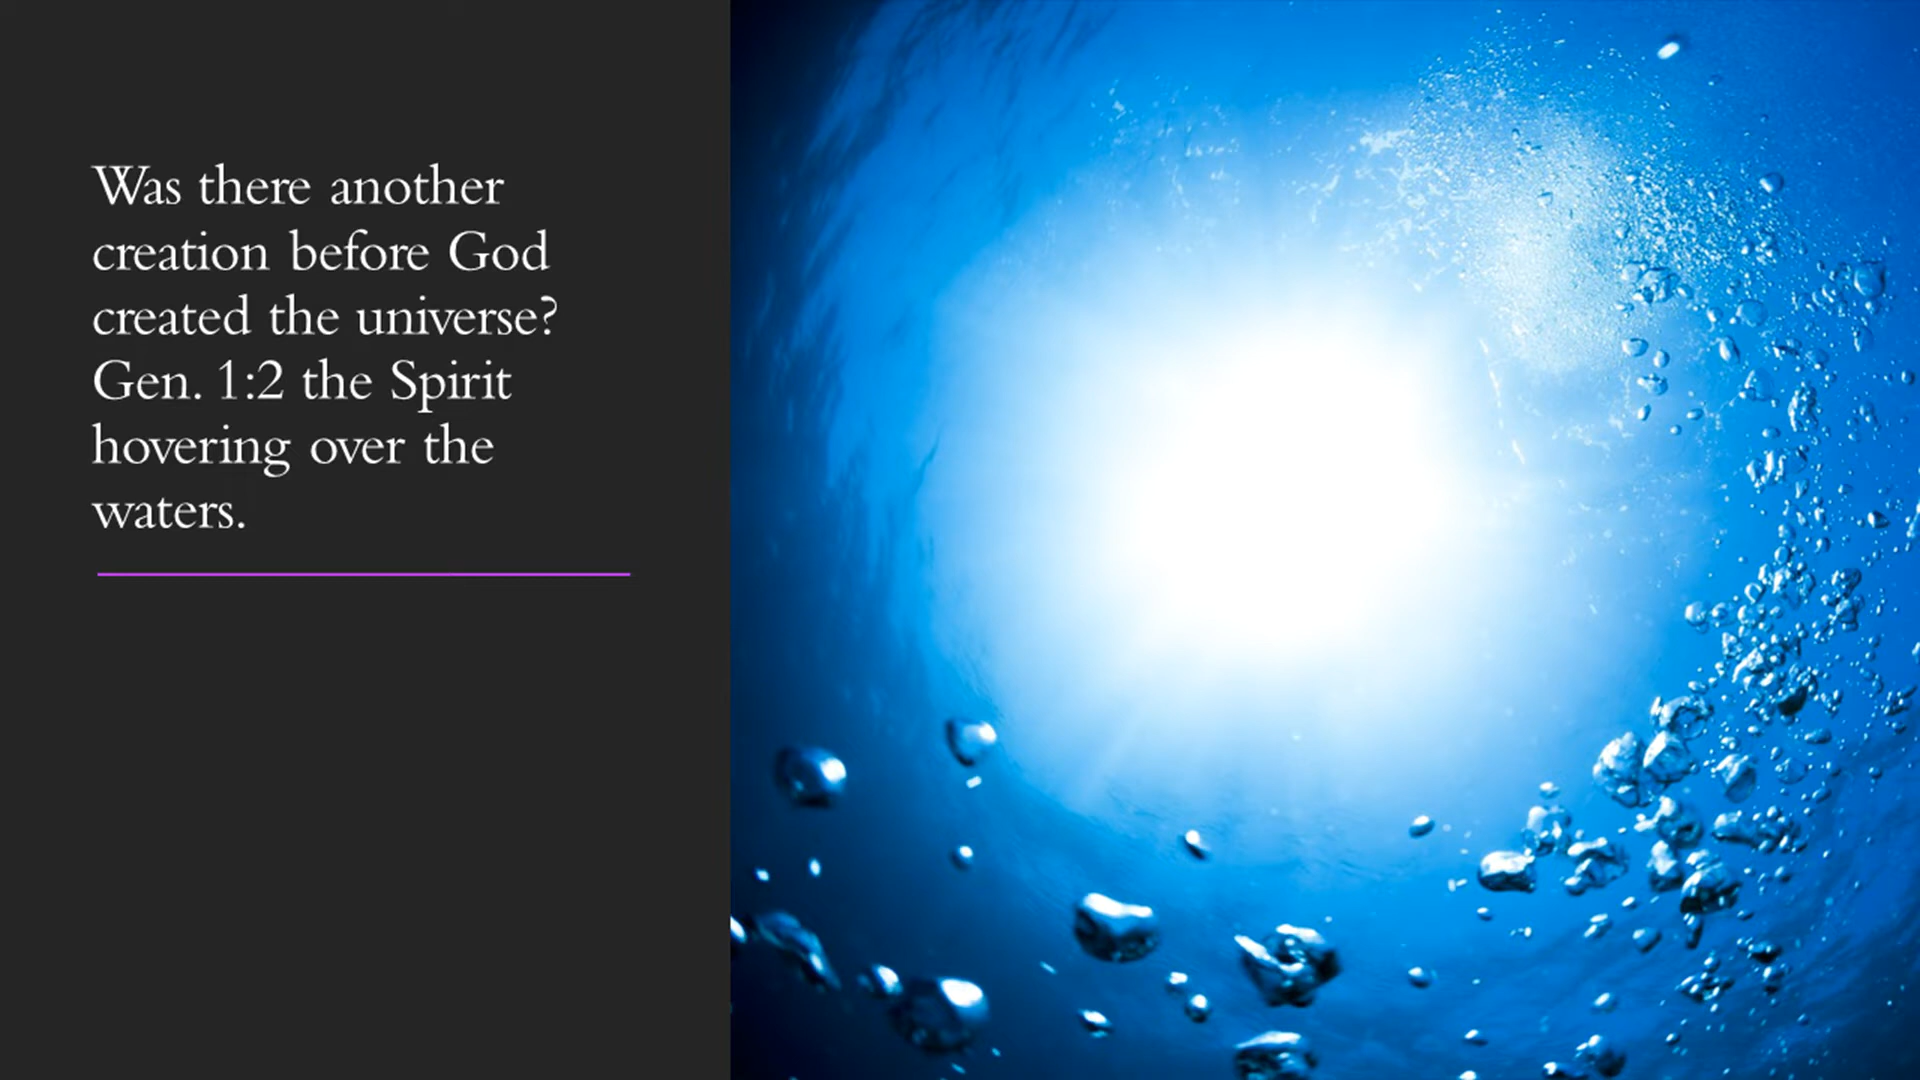 Was there another
creation before God
created the universe?
Gen. 1:2 the Spirit
hovering over the
waters.